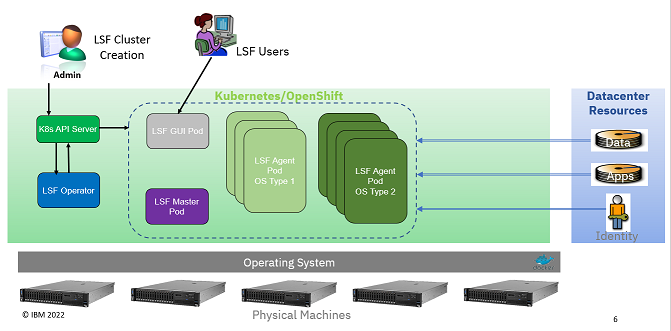 LSF Cluster
Creation
LSF Users
Admin
Kubernetes/OpenShift
Datacenter
Resources
K8s API Server
LSF GUI Pod
LSF Agent
Pod
OS Type 1
LSF Agent
Pod
OS Type 2
Data
Apps
LSF Operator
LSF Master
Pod
Identity
Operating System
docker
Physical Machines
© IBM 2022
6